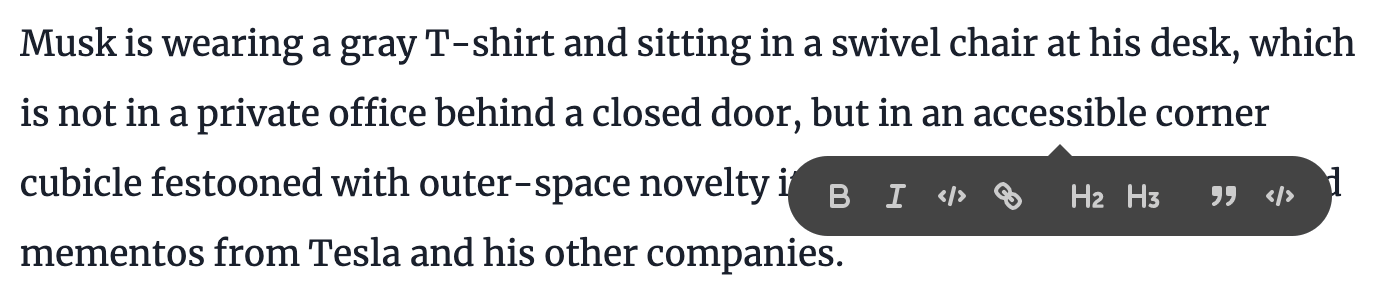 Musk is wearing a gray T-shirt and sitting in a swivel chair at his desk, which
is not in a private office behind a closed door, but in an accessible corner
cubicle festooned with outer-space novelty
B I </> H2 H3 ” </>
mementos from Tesla and his other companies.